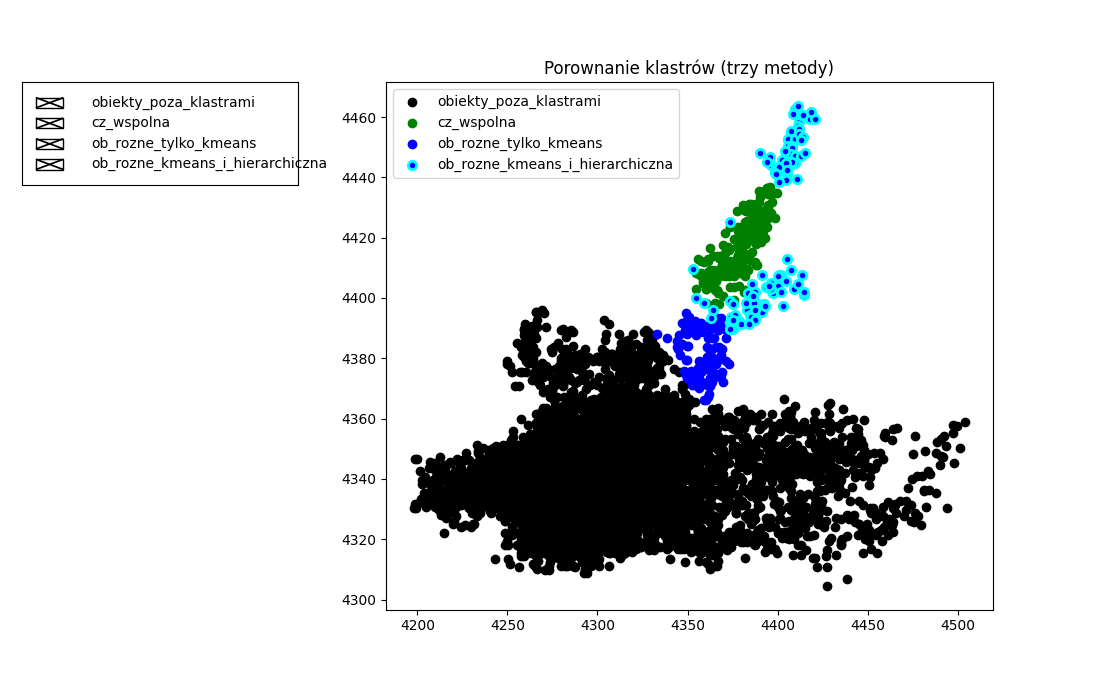 Porownanie klastrów (trzy metody)
obiekty_poza_klastrami
cz_wspolna
ob_rozne_tylko_kmeans
ob_rozne_kmeans_i_hierarchiczna
obiekty_poza_klastrami
cz_wspolna
ob_rozne_tylko_kmeans
ob_rozne_kmeans_i_hierarchiczna
4460
4440
4420
4400
4380
4360
4340
4320
4300
4200 4250 4300 4350 4400 4450 4500